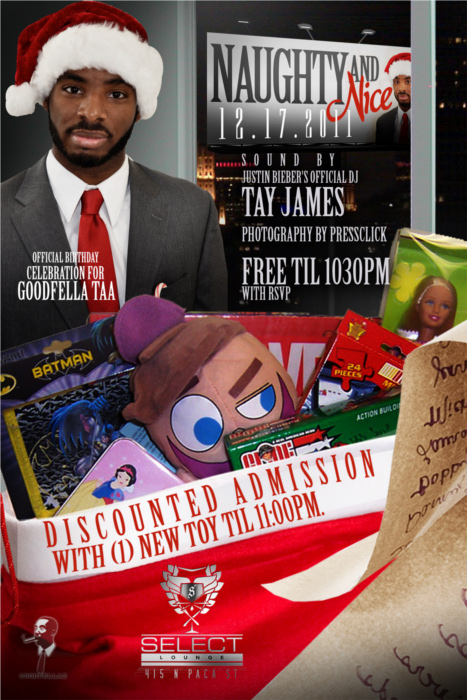 NAUGHTY AND
Nice
12.17.2011
SOUND BY
JUSTIN BIEBER'S OFFICIAL DJ
TAY JAMES
PHOTOGRAPHY BY PRESSCLICK
FREE TIL 1030PM
WITH RSVP
OFFICIAL BIRTHDAY
CELEBRATION FOR
GOODFELLA TAA
BATMAN
24
PIECES
ACTION
DISCOUNTED ADMISSION
WITH (1) NEW TOY TIL 11:00PM.
S
SELECT
LOUNGE
415 N PACA ST